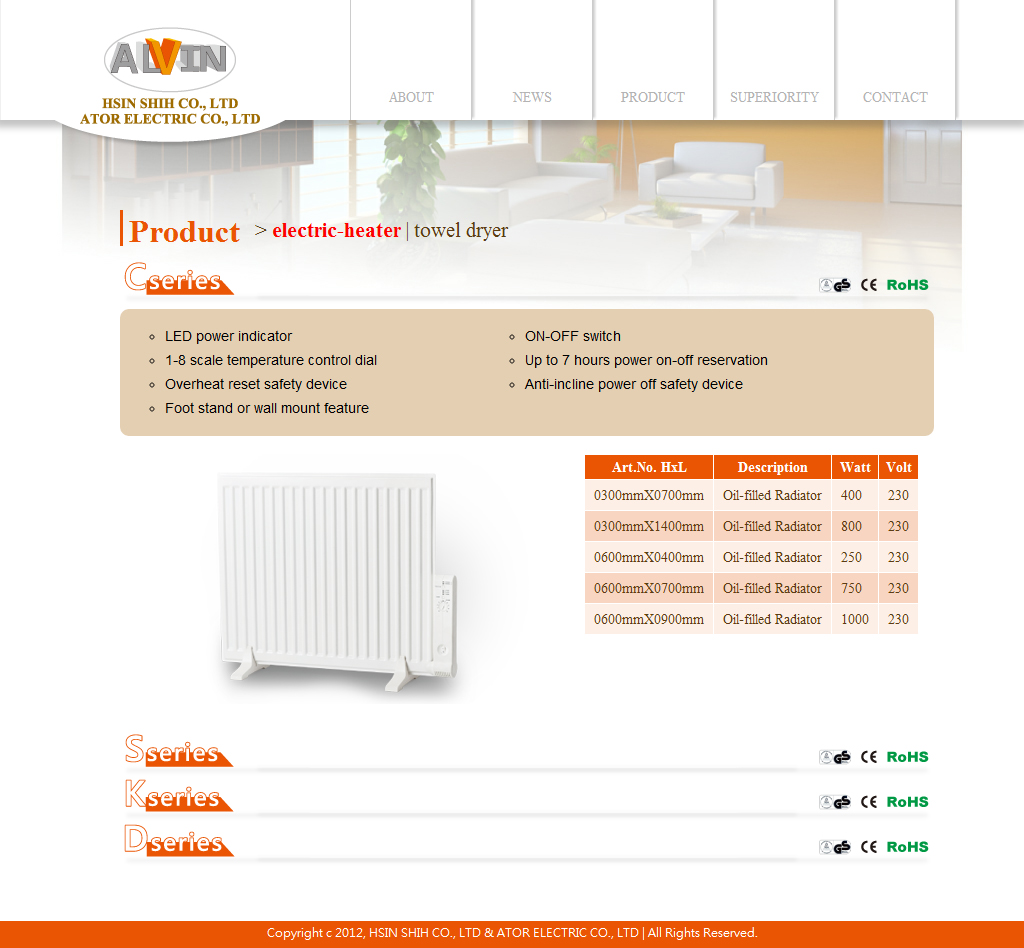 ALVIN
HSIN SHIH CO., LTD
ATOR ELECTRIC CO., LTD
ABOUT
NEWS
PRODUCT
SUPERIORITY
CONTACT
Product > electric-heater | towel dryer
Cseries GS CE RoHS
LED power indicator
1-8 scale temperature control dial
Overheat reset safety device
Foot stand or wall mount feature
ON-OFF switch
Up to 7 hours power on-off reservation
Anti-incline power off safety device
Art.No. HxL Description Watt Volt
0300mmX0700mm Oil-filled Radiator 400 230
0300mmX1400mm Oil-filled Radiator 800 230
0600mmX0400mm Oil-filled Radiator 250 230
0600mmX0700mm Oil-filled Radiator 750 230
0600mmX0900mm Oil-filled Radiator 1000 230
Sseries GS CE RoHS
Kseries GS CE RoHS
Dseries GS CE RoHS
Copyright c 2012, HSIN SHIH CO., LTD & ATOR ELECTRIC CO., LTD | All Rights Reserved.